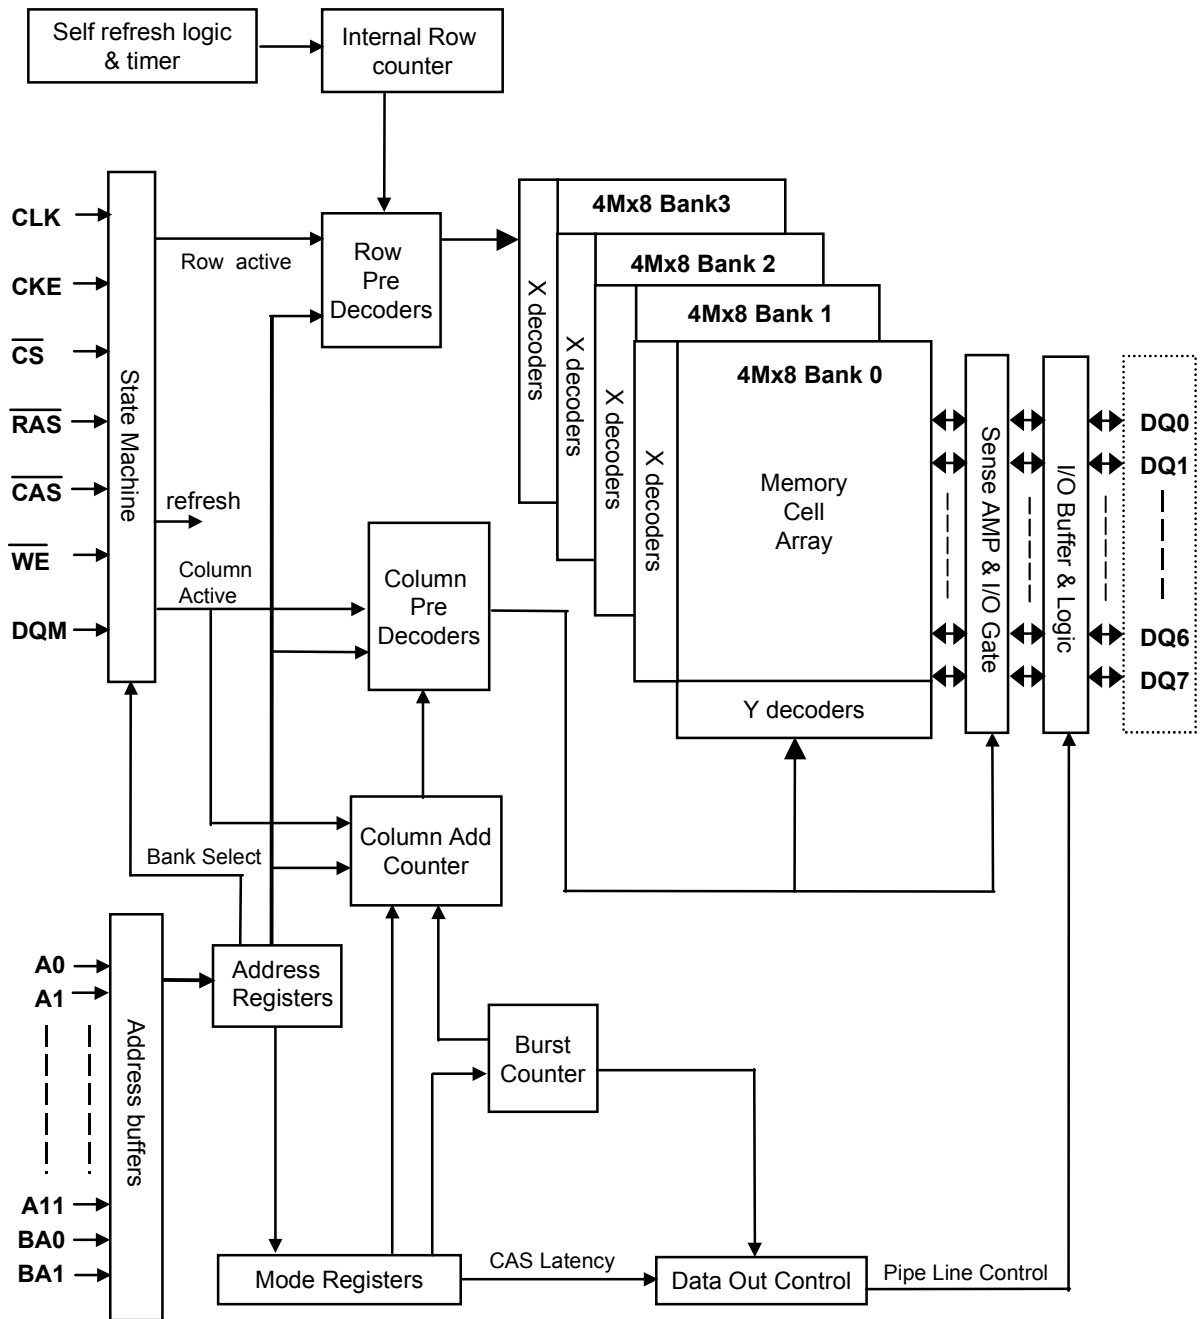 Self refresh logic
& timer
Internal Row
counter
CLK
CKE
CS
RAS
CAS
WE
DQM
State Machine
Row active
refresh
Column
Active
Row
Pre
Decoders
Column
Pre
Decoders
Column Add
Counter
Bank Select
X decoders
X decoders
X decoders
X decoders
4Mx8 Bank3
4Mx8 Bank 2
4Mx8 Bank 1
4Mx8 Bank 0
Memory
Cell
Array
Y decoders
Sense AMP & I/O Gate
I/O Buffer & Logic
DQ0
DQ1
DQ6
DQ7
A0
A1
A11
BA0
BA1
Address buffers
Address
Registers
Burst
Counter
Mode Registers
CAS Latency
Data Out Control
Pipe Line Control